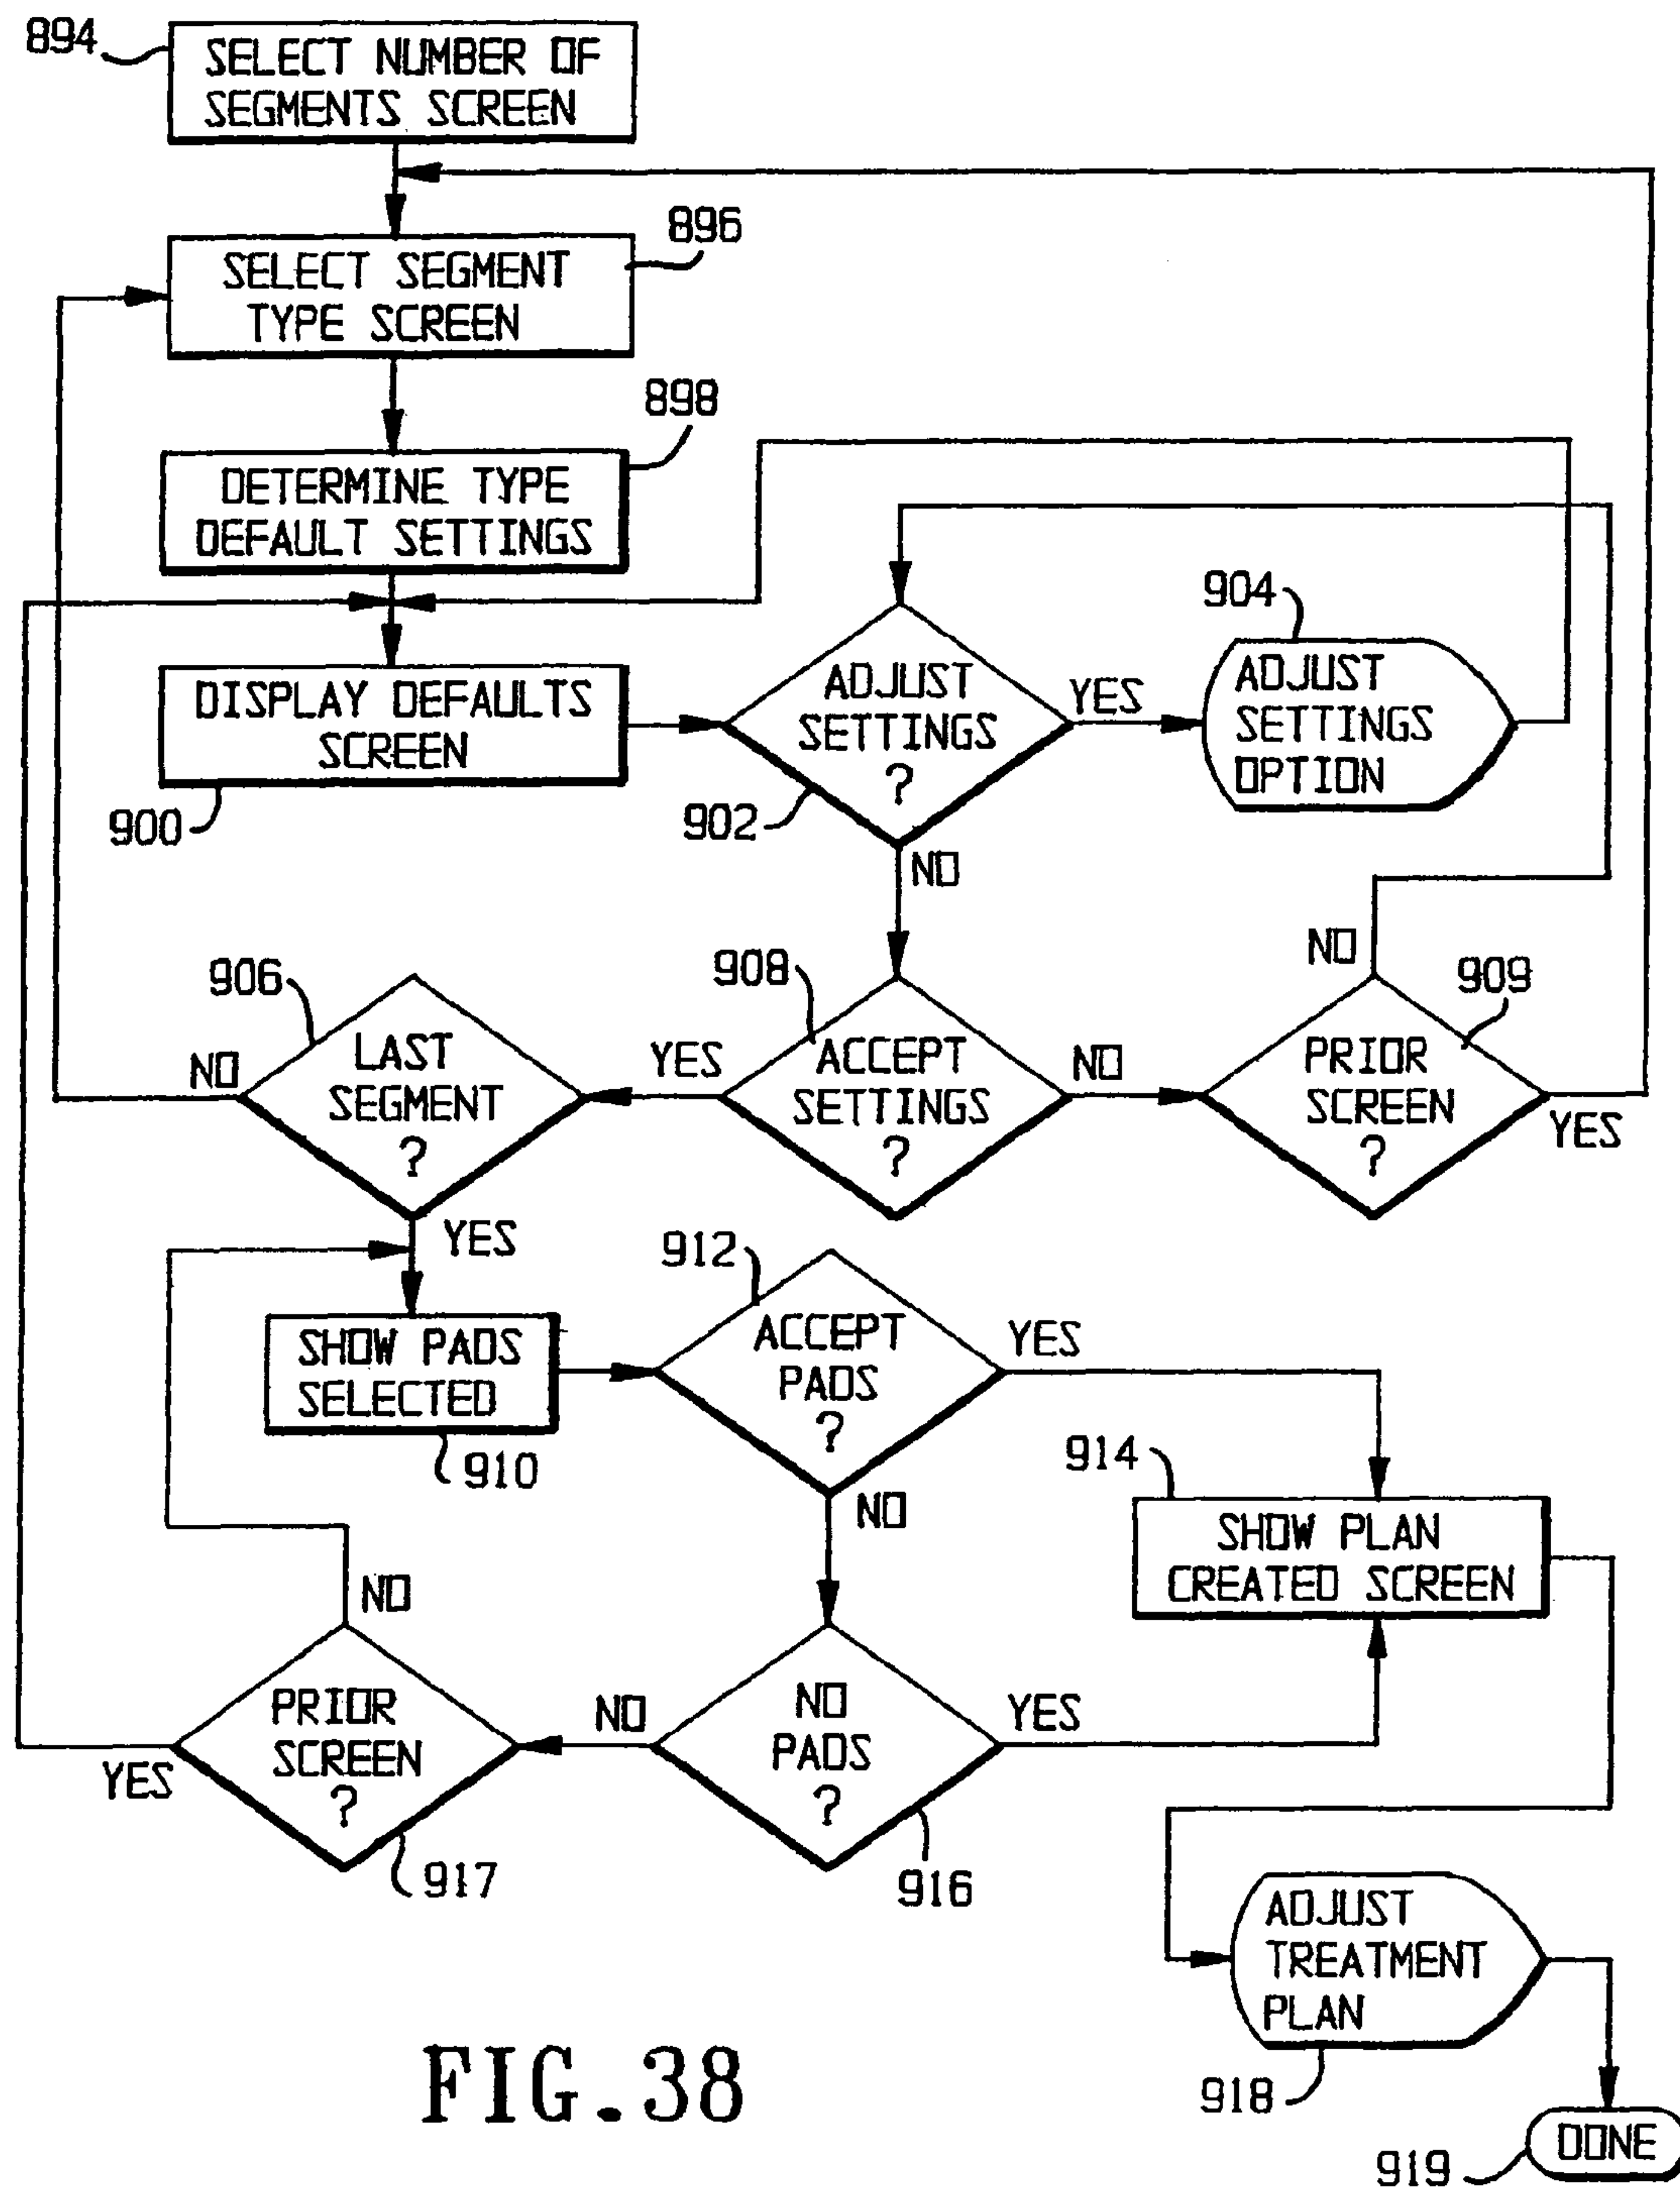 894
SELECT NUMBER OF
SEGMENTS SCREEN
896
SELECT SEGMENT
TYPE SCREEN
898
DETERMINE TYPE
DEFAULT SETTINGS
DISPLAY DEFAULTS
SCREEN
900
ADJUST
SETTINGS
?
902
YES
NO
904
ADJUST
SETTINGS
OPTION
906
LAST
SEGMENT
?
NO
YES
908
ACCEPT
SETTINGS
?
YES
NO
909
PRIOR
SCREEN
?
NO
YES
SHOW PADS
SELECTED
910
912
ACCEPT
PADS
?
YES
NO
914
SHOW PLAN
CREATED SCREEN
NO
PADS
?
NO
YES
916
PRIOR
SCREEN
?
NO
YES
917
ADJUST
TREATMENT
PLAN
918
DONE
919
FIG.38